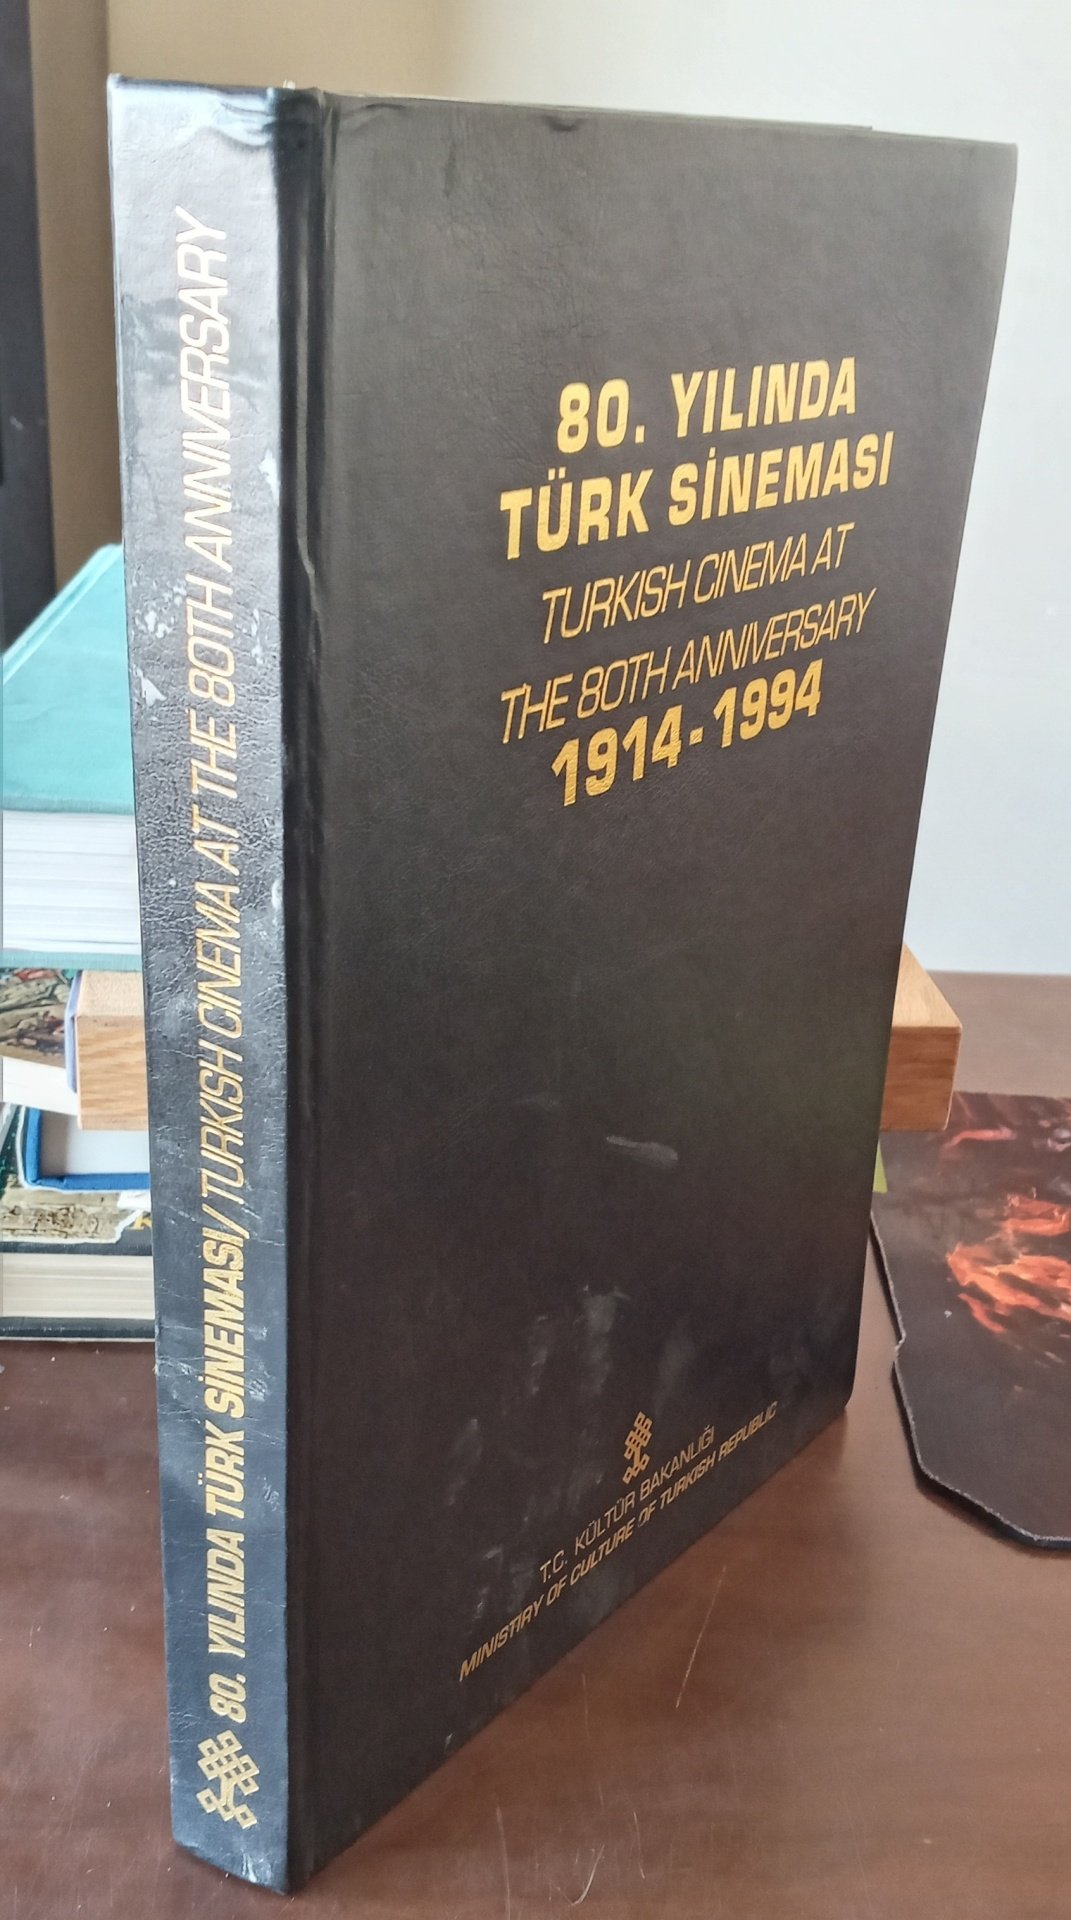 80. YILINDA
TÜRK SİNEMASI
TURKISH CINEMA AT
THE 80TH ANNIVERSARY
1914-1994
T.C. KÜLTÜR BAKANLIĞI
MINISTIRY OF CULTURE OF TURKISH REPUBLIC
80. YILINDA TÜRK SİNEMASI / TURKISH CINEMA AT THE 80TH ANNIVERSARY